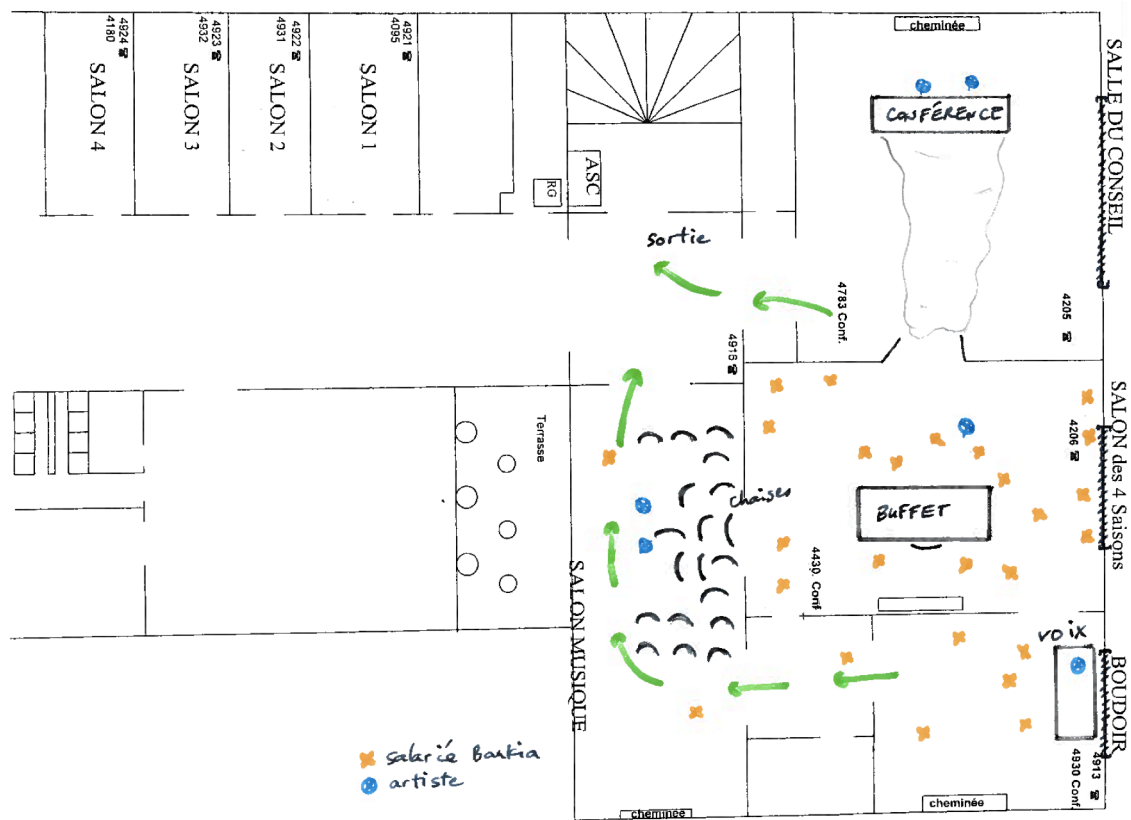 cheminée
4924 ☎
4180
SALON 4
4923 ☎
4932
SALON 3
4922 ☎
4931
SALON 2
4921 ☎
4095
SALON 1
RG
ASC
CONFÉRENCE
SALLE DU CONSEIL
sortie
4783 Conf.
4205 ☎
4916 ☎
Terrasse
chaises
4206 ☎
SALON des 4 Saisons
BUFFET
4430 Conf
SALON MUSIQUE
voix
BOUDOIR
4913 ☎
4930 Conf.
salarié Barkia
artiste
cheminée
cheminée